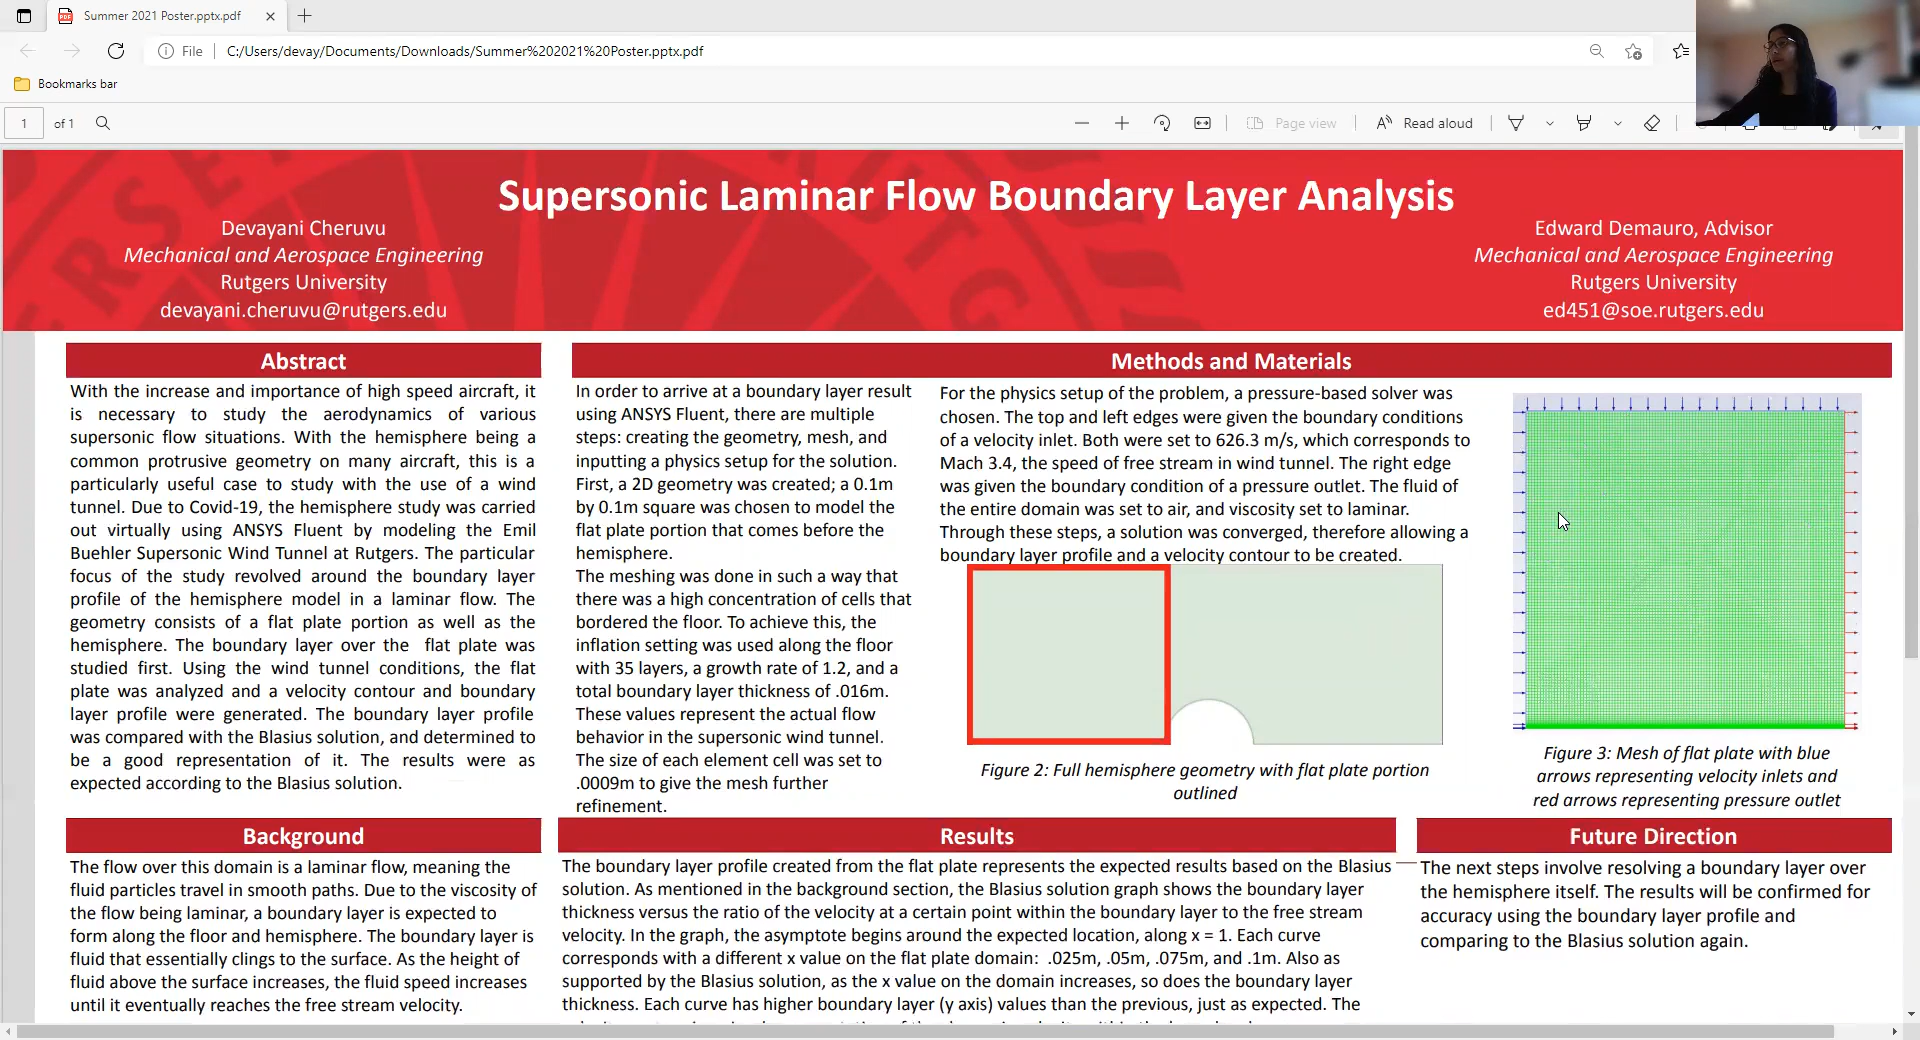 Summer 2021 Poster.pptx.pdf
File
C:/Users/devay/Documents/Downloads/Summer%202021%20Poster.pptx.pdf
Bookmarks bar
1 of 1
Page view
Read aloud
Supersonic Laminar Flow Boundary Layer Analysis
Devayani Cheruvu
Mechanical and Aerospace Engineering
Rutgers University
devayani.cheruvu@rutgers.edu
Edward Demauro, Advisor
Mechanical and Aerospace Engineering
Rutgers University
ed451@soe.rutgers.edu
Abstract
With the increase and importance of high speed aircraft, it
is necessary to study the aerodynamics of various
supersonic flow situations. With the hemisphere being a
common protrusive geometry on many aircraft, this is a
particularly useful case to study with the use of a wind
tunnel. Due to Covid-19, the hemisphere study was carried
out virtually using ANSYS Fluent by modeling the Emil
Buehler Supersonic Wind Tunnel at Rutgers. The particular
focus of the study revolved around the boundary layer
profile of the hemisphere model in a laminar flow. The
geometry consists of a flat plate portion as well as the
hemisphere. The boundary layer over the flat plate was
studied first. Using the wind tunnel conditions, the flat
plate was analyzed and a velocity contour and boundary
layer profile were generated. The boundary layer profile
was compared with the Blasius solution, and determined to
be a good representation of it. The results were as
expected according to the Blasius solution.
Methods and Materials
In order to arrive at a boundary layer result
using ANSYS Fluent, there are multiple
steps: creating the geometry, mesh, and
inputting a physics setup for the solution.
First, a 2D geometry was created; a 0.1m
by 0.1m square was chosen to model the
flat plate portion that comes before the
hemisphere.
The meshing was done in such a way that
there was a high concentration of cells that
bordered the floor. To achieve this, the
inflation setting was used along the floor
with 35 layers, a growth rate of 1.2, and a
total boundary layer thickness of .016m.
These values represent the actual flow
behavior in the supersonic wind tunnel.
The size of each element cell was set to
.0009m to give the mesh further
refinement.
For the physics setup of the problem, a pressure-based solver was
chosen. The top and left edges were given the boundary conditions
of a velocity inlet. Both were set to 626.3 m/s, which corresponds to
Mach 3.4, the speed of free stream in wind tunnel. The right edge
was given the boundary condition of a pressure outlet. The fluid of
the entire domain was set to air, and viscosity set to laminar.
Through these steps, a solution was converged, therefore allowing a
boundary layer profile and a velocity contour to be created.
Figure 2: Full hemisphere geometry with flat plate portion
outlined
Figure 3: Mesh of flat plate with blue
arrows representing velocity inlets and
red arrows representing pressure outlet
Background
The flow over this domain is a laminar flow, meaning the
fluid particles travel in smooth paths. Due to the viscosity of
the flow being laminar, a boundary layer is expected to
form along the floor and hemisphere. The boundary layer is
fluid that essentially clings to the surface. As the height of
fluid above the surface increases, the fluid speed increases
until it eventually reaches the free stream velocity.
Results
The boundary layer profile created from the flat plate represents the expected results based on the Blasius
solution. As mentioned in the background section, the Blasius solution graph shows the boundary layer
thickness versus the ratio of the velocity at a certain point within the boundary layer to the free stream
velocity. In the graph, the asymptote begins around the expected location, along x = 1. Each curve
corresponds with a different x value on the flat plate domain: .025m, .05m, .075m, and .1m. Also as
supported by the Blasius solution, as the x value on the domain increases, so does the boundary layer
thickness. Each curve has higher boundary layer (y axis) values than the previous, just as expected. The
Future Direction
The next steps involve resolving a boundary layer over
the hemisphere itself. The results will be confirmed for
accuracy using the boundary layer profile and
comparing to the Blasius solution again.